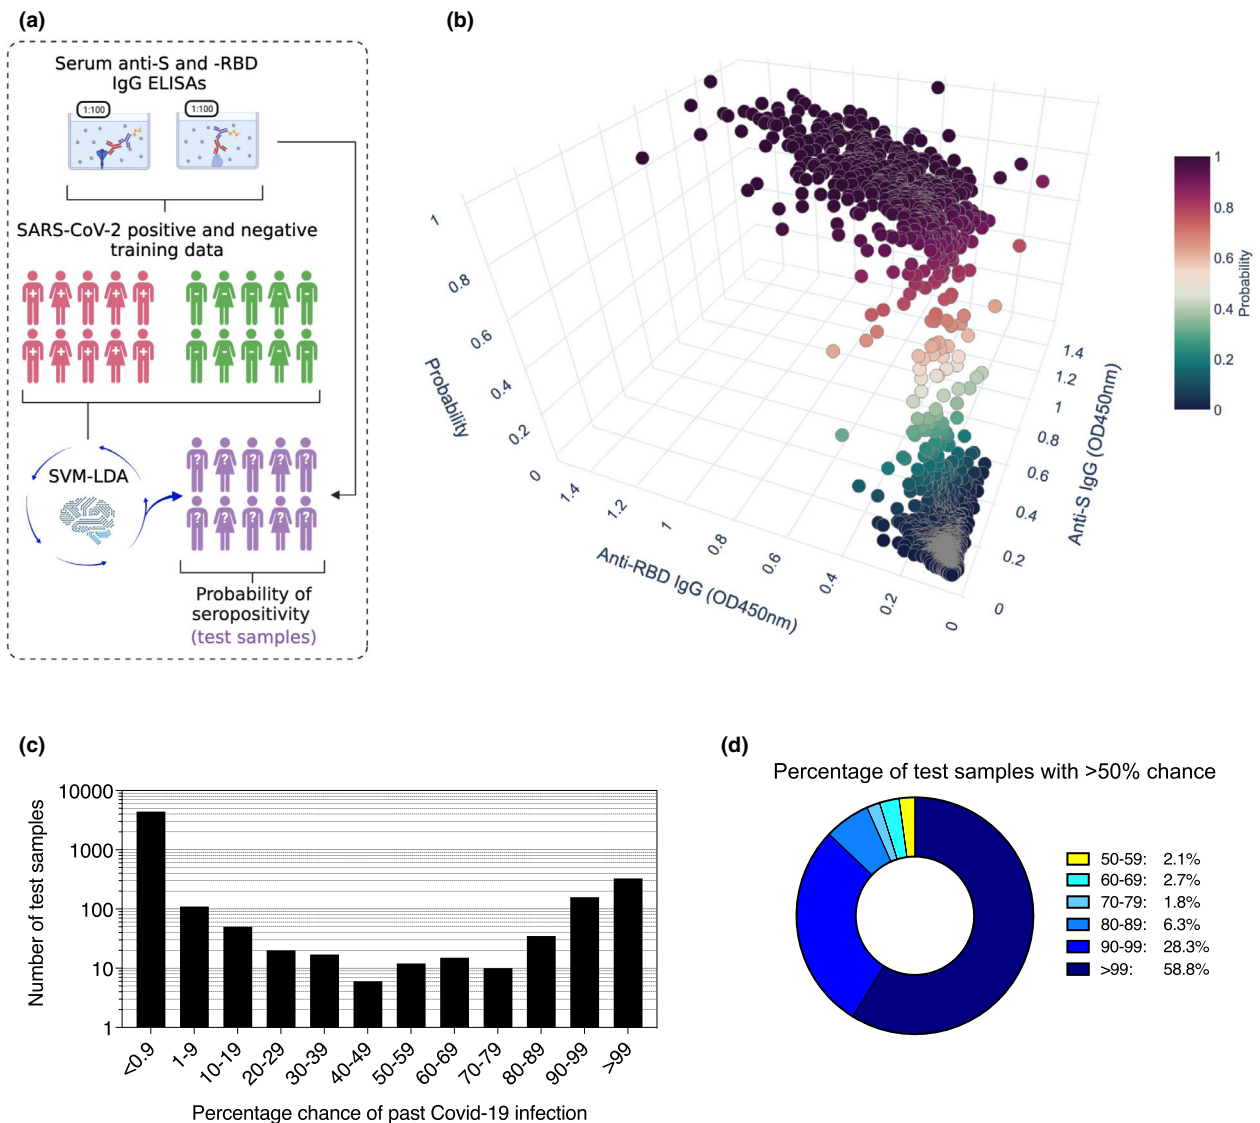 (a)
Serum anti-S and -RBD
IgG ELISAs
1:100
1:100
SARS-CoV-2 positive and negative
training data
SVM-LDA
Probability of
seropositivity
(test samples)
(b)
1
0.8
0.6
0.4
0.2
0
Probability
1.4
1.2
1
0.8
0.6
0.4
0.2
0
Anti-RBD IgG (OD450nm)
1.4
1.2
1
0.8
0.6
0.4
0.2
0
Anti-S IgG (OD450nm)
1
0.8
0.6
0.4
0.2
0
Probability
(c)
10000
1000
100
10
1
Number of test samples
<0.9
1-9
10-19
20-29
30-39
40-49
50-59
60-69
70-79
80-89
90-99
>99
Percentage chance of past Covid-19 infection
(d)
Percentage of test samples with >50% chance
50-59: 2.1%
60-69: 2.7%
70-79: 1.8%
80-89: 6.3%
90-99: 28.3%
>99: 58.8%